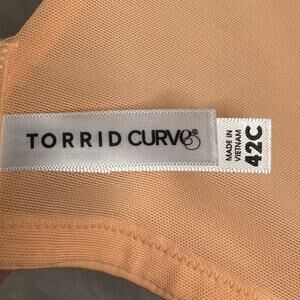 TORRID CURVE®
MADE IN
VIETNAM
42C